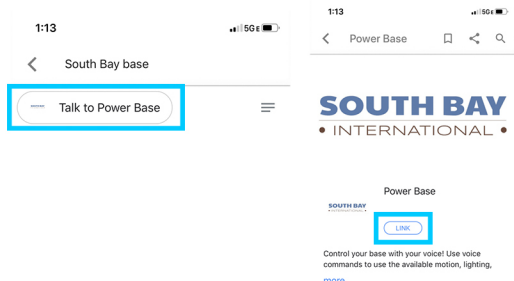 1:13
5G E
South Bay base
Talk to Power Base
1:13
5G E
Power Base
SOUTH BAY
• INTERNATIONAL •
Power Base
SOUTH BAY
LINK
Control your base with your voice! Use voice
commands to use the available motion, lighting,
more